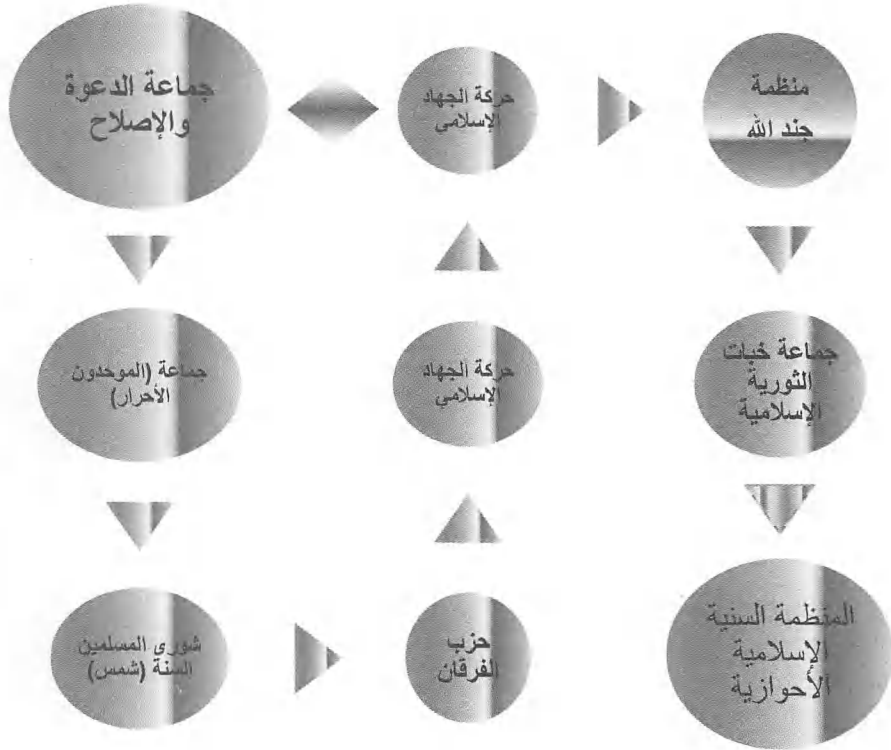 جماعة الدعوة
والإصلاح
حركة الجهاد
الإسلامي
منظمة
جند الله
جماعة (الموحدون
الأحرار)
حركة الجهاد
الإسلامي
جماعة خبات
الثورية
الإسلامية
شورى المسلمين
السنة (شمس)
حزب
الفرقان
المنظمة السنية
الإسلامية
الأحوازية